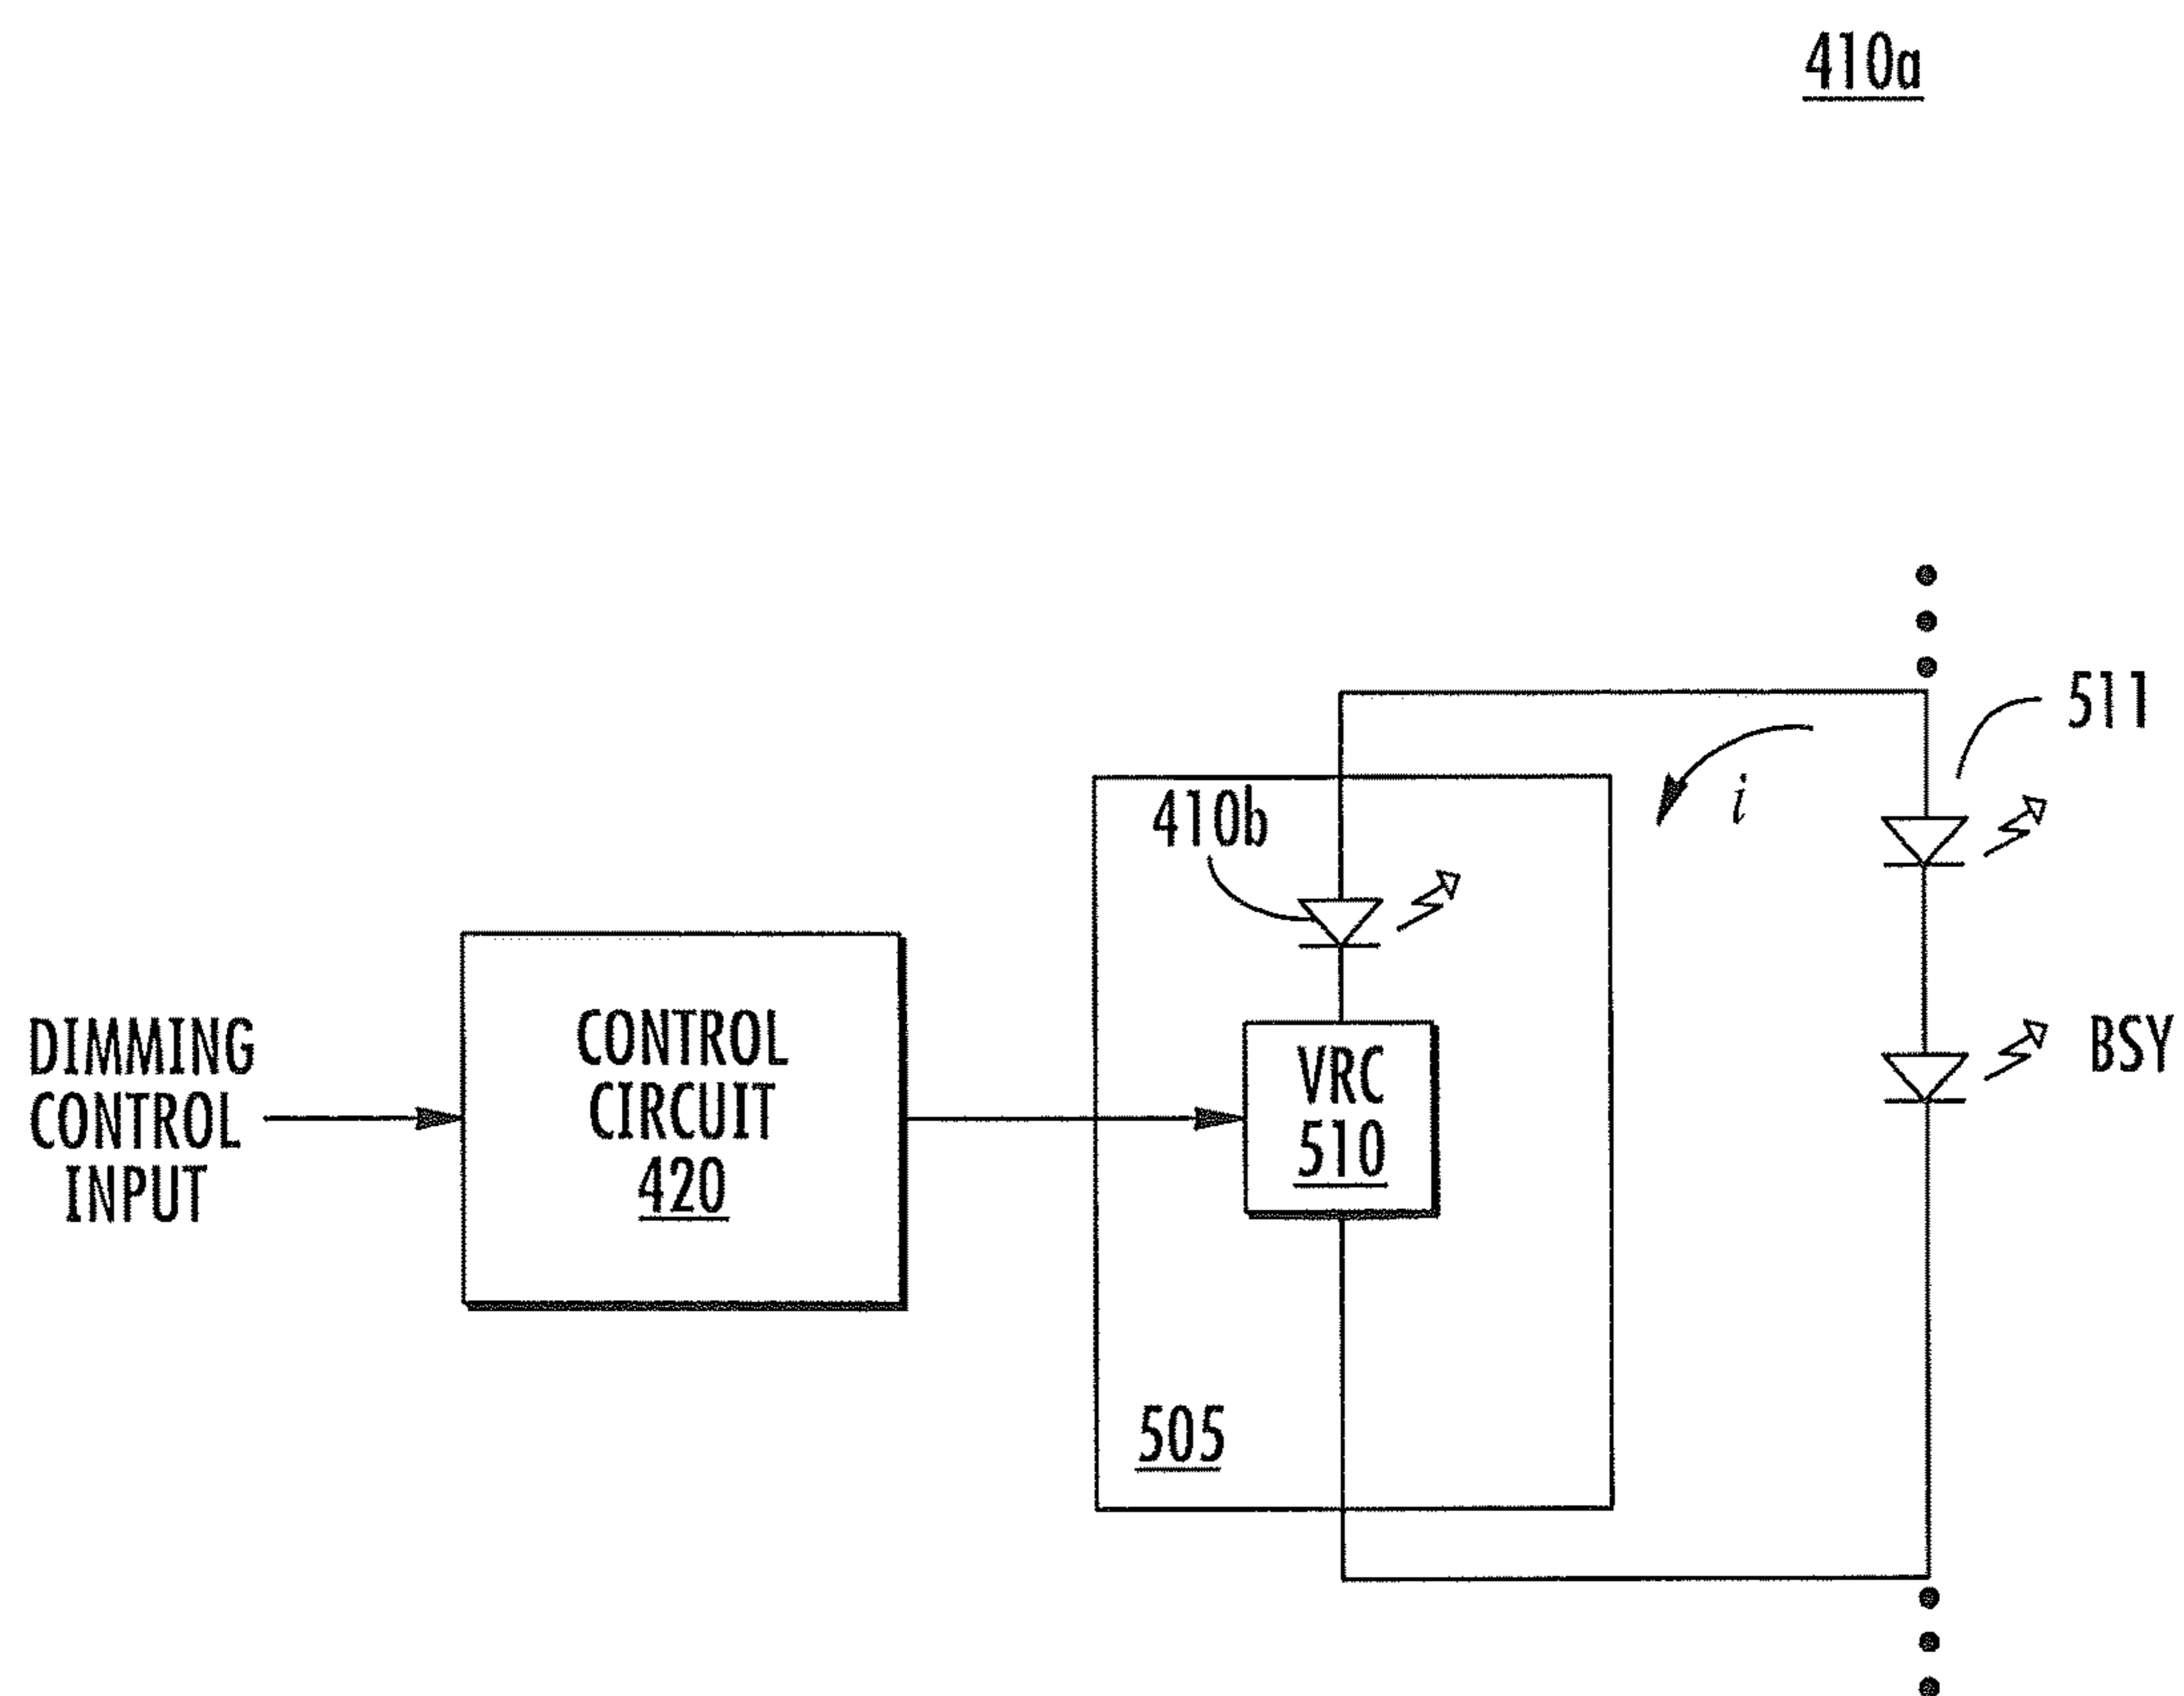 410a
511
410b
i
DIMMING
CONTROL
INPUT
CONTROL
CIRCUIT
420
VRC
510
BSY
505